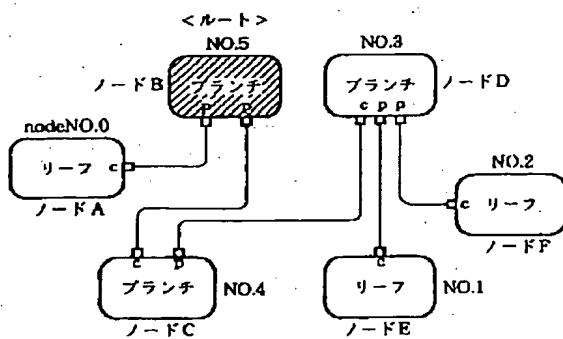 <ルート>
NO.5
ノードB
ブランチ
p p
NO.3
ブランチ
ノードD
c p p
nodeNO.0
リーフ c
ノードA
NO.2
c リーフ
ノードF
c p
ブランチ
NO.4
ノードC
c
リーフ
NO.1
ノードE